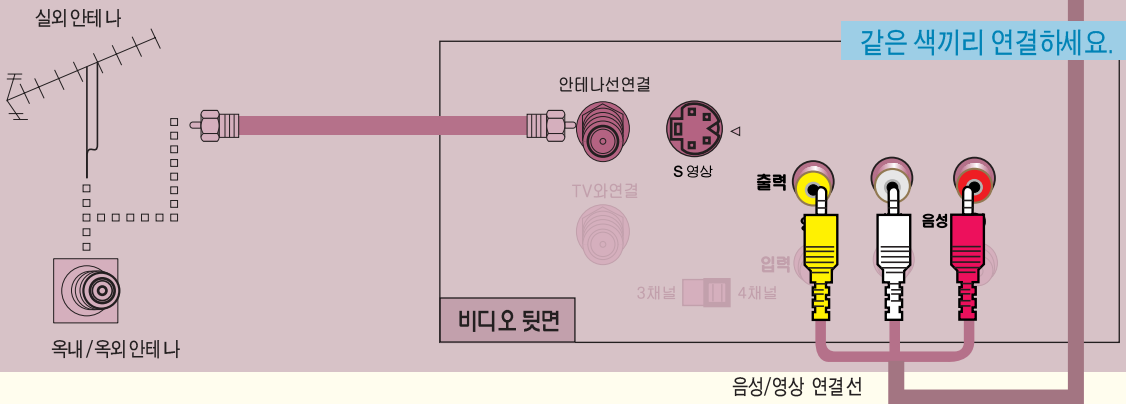 실외안테나
같은 색끼리 연결하세요.
안테나선연결
S영상
출력
음성
TV와연결
입력
3채널
4채널
비디오 뒷면
옥내/옥외안테나
음성/영상 연결선